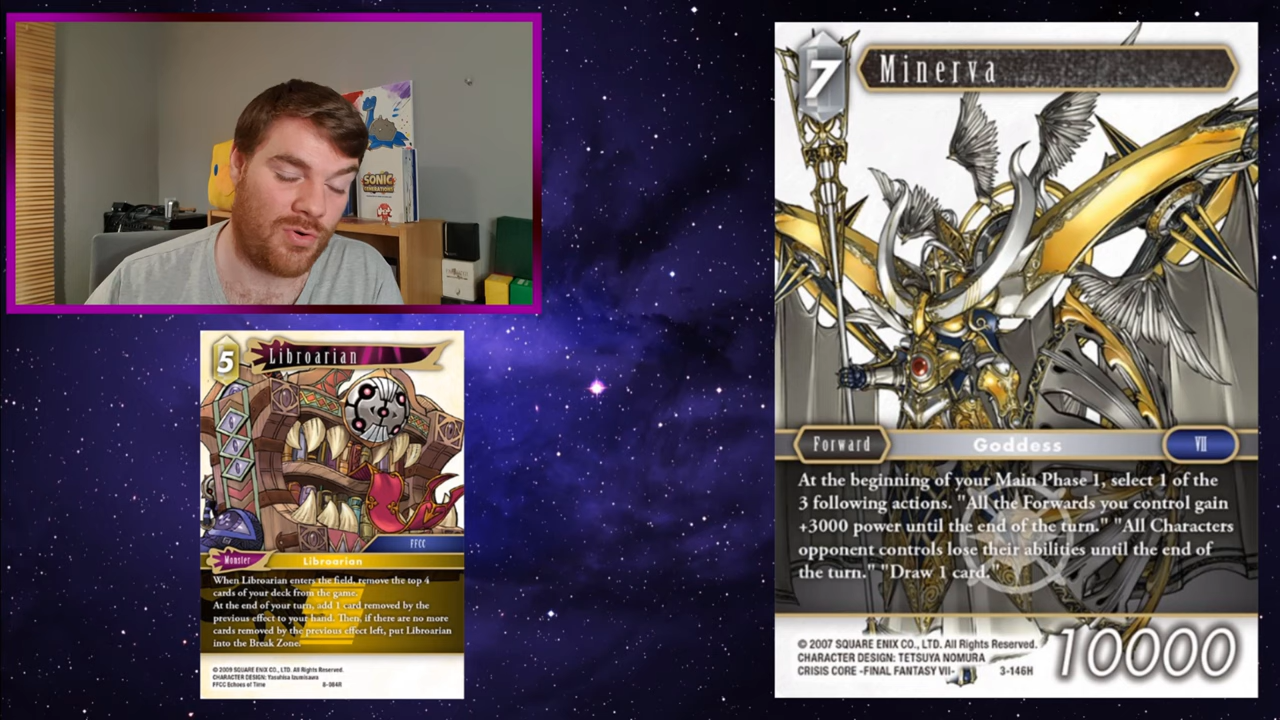 SONIC
GENERATIONS
5
Libroarian
FFCC
Monster
Libroarian
When Libroarian enters the field, remove the top 4
cards of your deck from the game.
At the end of your turn, add 1 card removed by the
previous effect to your hand. Then, if there are no more
cards removed by the previous effect left, put Libroarian
into the Break Zone.
© 2009 SQUARE ENIX CO., LTD. All Rights Reserved.
CHARACTER DESIGN: Yasuhisa Izumisawa
FFCC Echoes of Time
8-084R
7
Minerva
Forward
Goddess
VII
At the beginning of your Main Phase 1, select 1 of the
3 following actions. "All the Forwards you control gain
+3000 power until the end of the turn." "All Characters
opponent controls lose their abilities until the end of
the turn." "Draw 1 card."
© 2007 SQUARE ENIX CO., LTD. All Rights Reserved.
CHARACTER DESIGN: TETSUYA NOMURA
CRISIS CORE -FINAL FANTASY VII-
3-146H
10000